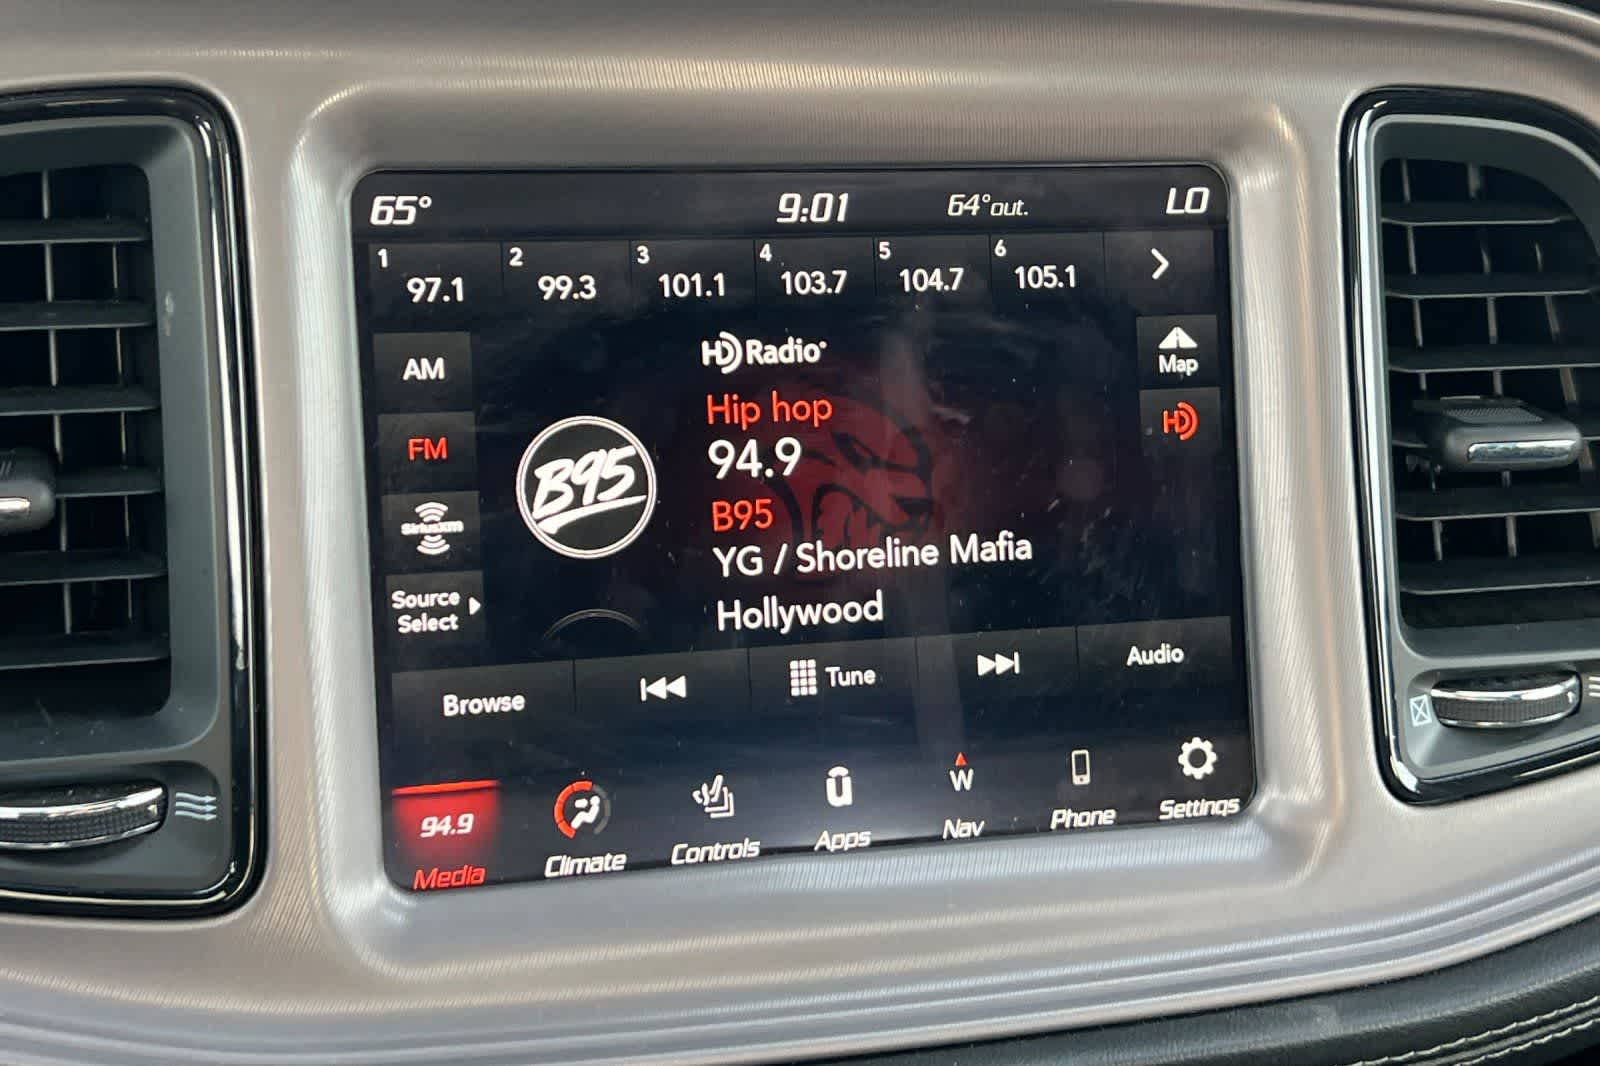 65° 9:01 64°out. LO
1 97.1 2 99.3 3 101.1 4 103.7 5 104.7 6 105.1
AM
FM
SiriusXM
Source
Select
B95
HD Radio
Hip hop
94.9
B95
YG / Shoreline Mafia
Hollywood
Map
HD
Browse Tune Audio
94.9 W
Media Climate Controls Apps Nav Phone Settings